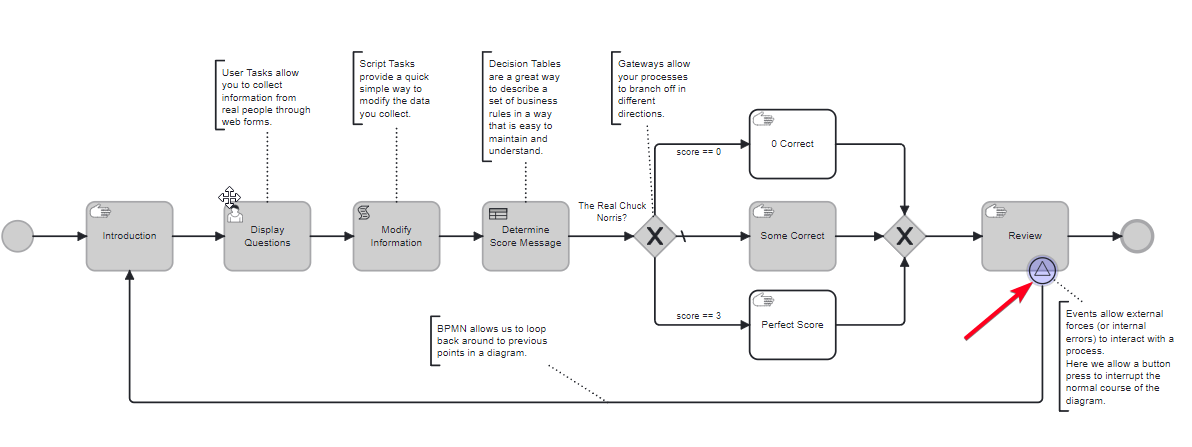 User Tasks allow
you to collect
information from
real people through
web forms.
Script Tasks
provide a quick
simple way to
modify the data
you collect.
Decision Tables
are a great way
to describe a
set of business
rules in a way
that is easy to
maintain and
understand.
Gateways allow
your processes
to branch off in
different
directions.
Introduction
Display
Questions
Modify
Information
Determine
Score Message
The Real Chuck
Norris?
X
score == 0
score == 3
0 Correct
Some Correct
Perfect Score
X
Review
BPMN allows us to loop
back around to previous
points in a diagram.
Events allow external
forces (or internal
errors) to interact with a
process.
Here we allow a button
press to interrupt the
normal course of the
diagram.